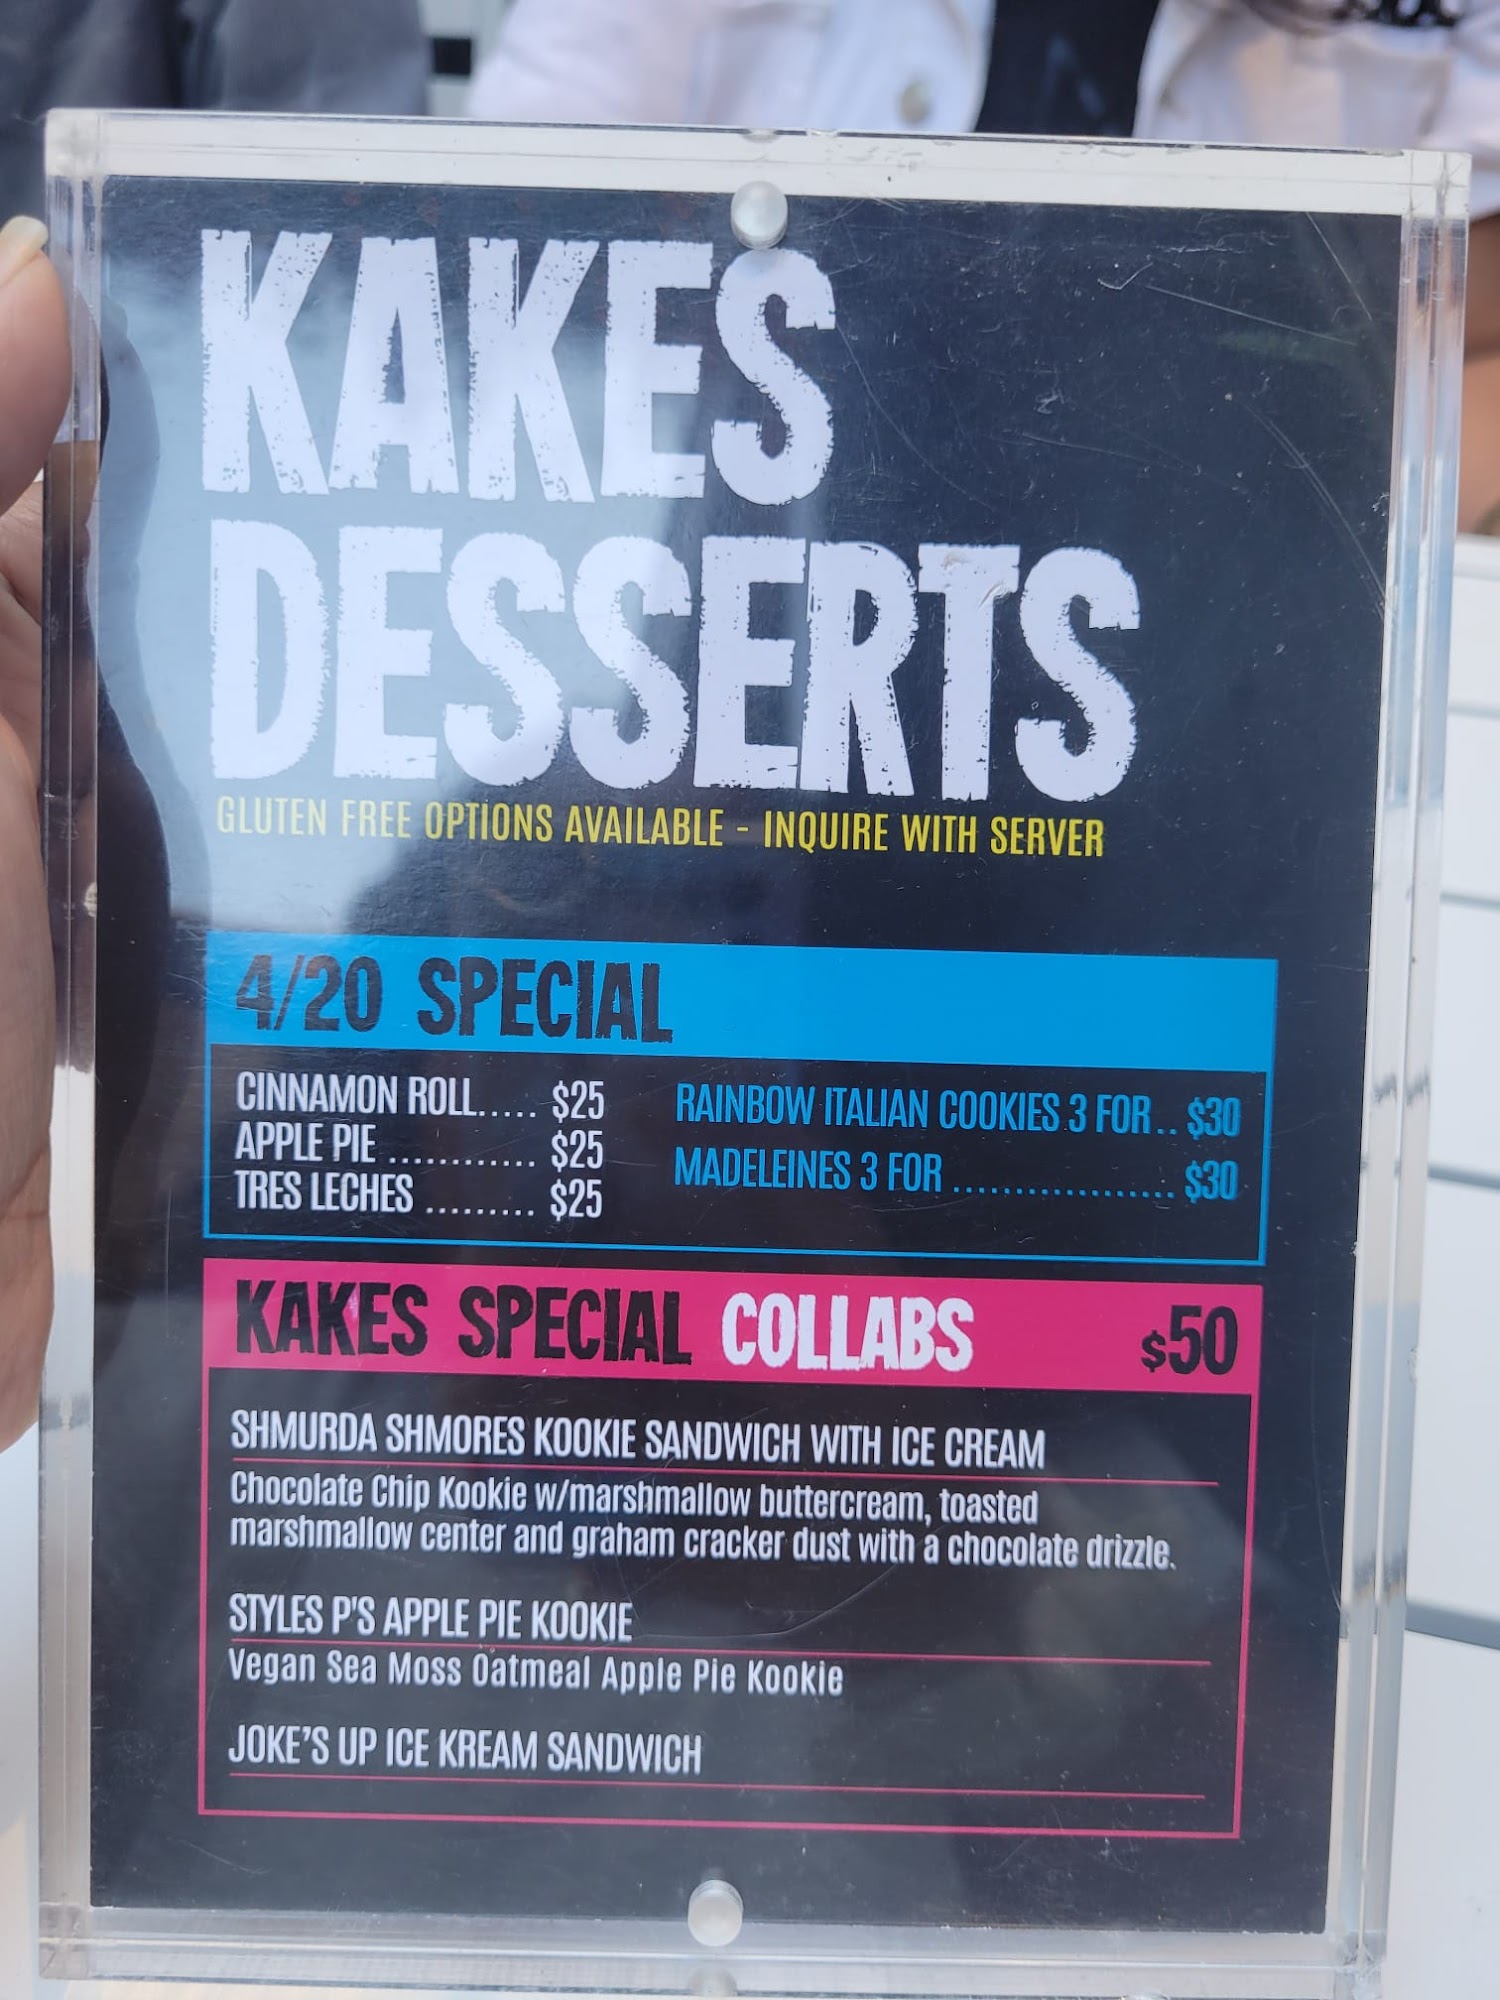 KAKES
DESSERTS
GLUTEN FREE OPTIONS AVAILABLE - INQUIRE WITH SERVER
4/20 SPECIAL
CINNAMON ROLL..... $25
APPLE PIE ............ $25
TRES LECHES ......... $25
RAINBOW ITALIAN COOKIES 3 FOR.. $30
MADELEINES 3 FOR ................... $30
KAKES SPECIAL COLLABS $50
SHMURDA SHMORES KOOKIE SANDWICH WITH ICE CREAM
Chocolate Chip Kookie w/marshmallow buttercream, toasted
marshmallow center and graham cracker dust with a chocolate drizzle.
STYLES P'S APPLE PIE KOOKIE
Vegan Sea Moss Oatmeal Apple Pie Kookie
JOKE'S UP ICE KREAM SANDWICH